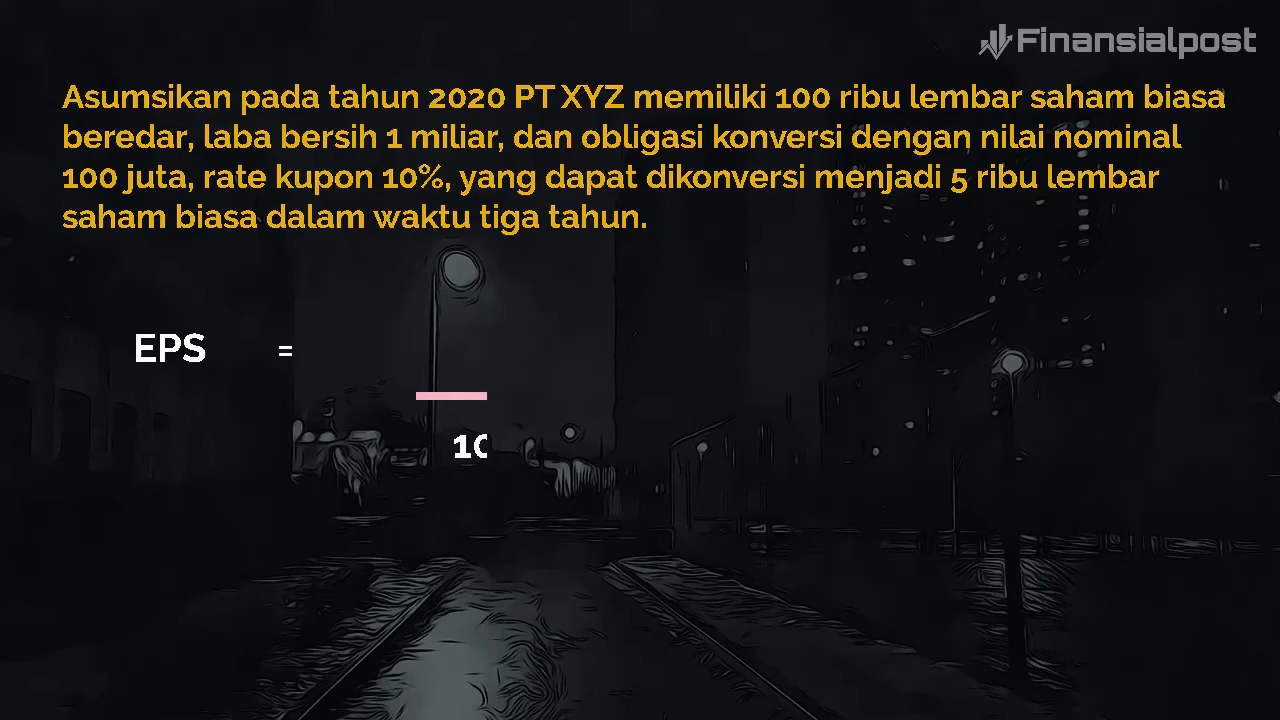 Finansialpost
Asumsikan pada tahun 2020 PT XYZ memiliki 100 ribu lembar saham biasa
beredar, laba bersih 1 miliar, dan obligasi konversi dengan nilai nominal
100 juta, rate kupon 10%, yang dapat dikonversi menjadi 5 ribu lembar
saham biasa dalam waktu tiga tahun.
EPS =